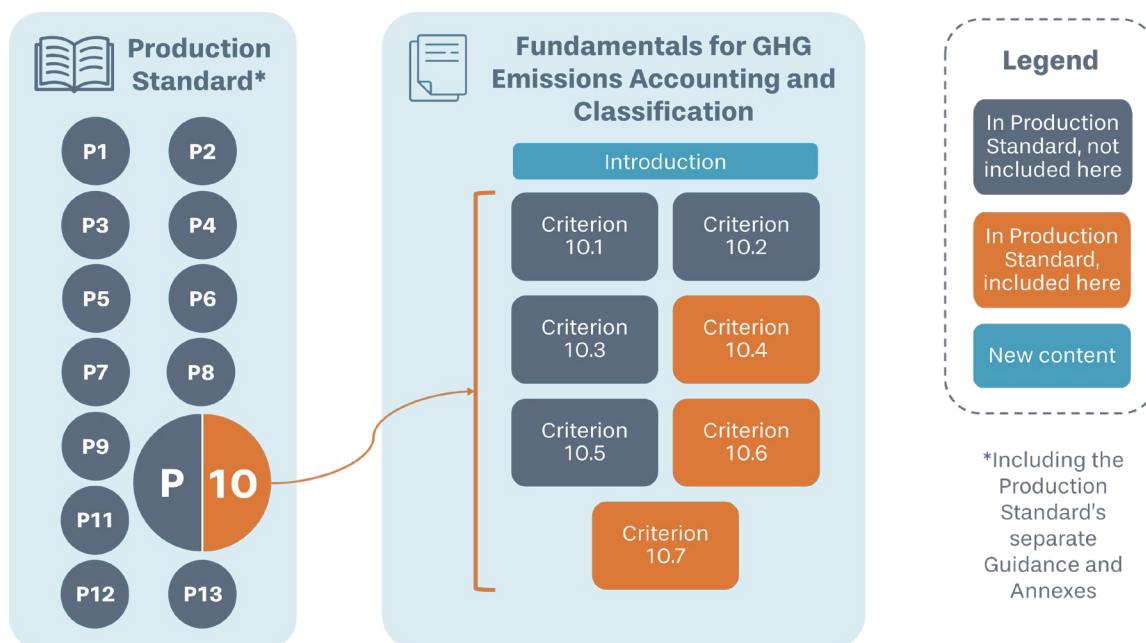 Production
Standard*
P1
P2
P3
P4
P5
P6
P7
P8
P9
P 10
P11
P12
P13
Fundamentals for GHG
Emissions Accounting and
Classification
Introduction
Criterion
10.1
Criterion
10.2
Criterion
10.3
Criterion
10.4
Criterion
10.5
Criterion
10.6
Criterion
10.7
Legend
In Production
Standard, not
included here
In Production
Standard,
included here
New content
*Including the
Production
Standard's
separate
Guidance and
Annexes